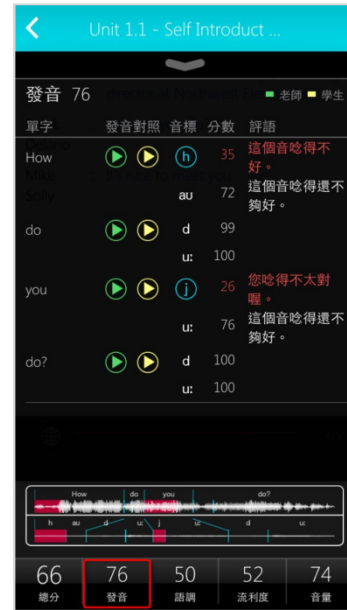 Unit 1.1 - Self Introduct ...
發音 76
老師 學生
單字 發音對照 音標 分數 評語
How h 35 這個音唸得不好。
aʊ 72 這個音唸得還不夠好。
do d 99
u: 100
you j 26 您唸得不太對喔。
u: 76 這個音唸得還不夠好。
do? d 100
u: 100
How do you do?
h aʊ d u: j u: d u:
66 76 50 52 74
總分 發音 語調 流利度 音量